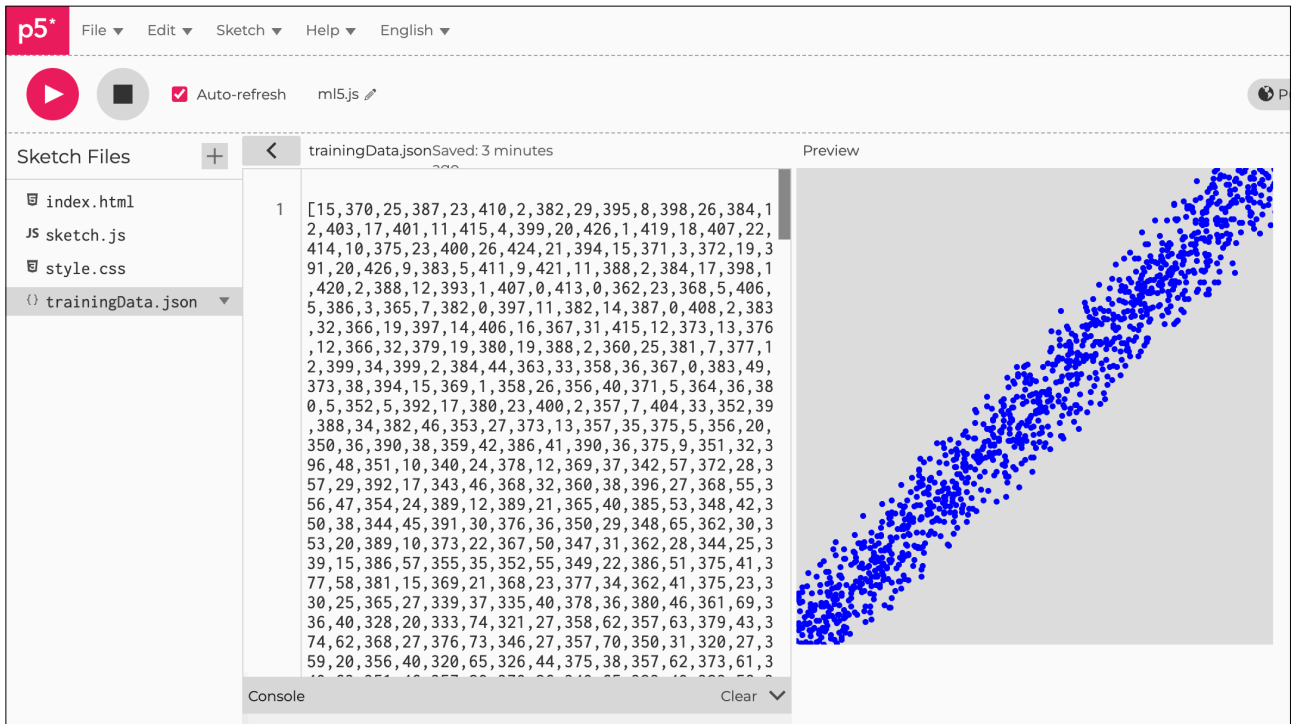 p5*
File Edit Sketch Help English
Auto-refresh ml5.js
Sketch Files
trainingData.json Saved: 3 minutes
Preview
index.html
JS sketch.js
style.css
{} trainingData.json
1
[15,370,25,387,23,410,2,382,29,395,8,398,26,384,1
2,403,17,401,11,415,4,399,20,426,1,419,18,407,22,
414,10,375,23,400,26,424,21,394,15,371,3,372,19,3
91,20,426,9,383,5,411,9,421,11,388,2,384,17,398,1
,420,2,388,12,393,1,407,0,413,0,362,23,368,5,406,
5,386,3,365,7,382,0,397,11,382,14,387,0,408,2,383
,32,366,19,397,14,406,16,367,31,415,12,373,13,376
,12,366,32,379,19,380,19,388,2,360,25,381,7,377,1
2,399,34,399,2,384,44,363,33,358,36,367,0,383,49,
373,38,394,15,369,1,358,26,356,40,371,5,364,36,38
0,5,352,5,392,17,380,23,400,2,357,7,404,33,352,39
,388,34,382,46,353,27,373,13,357,35,375,5,356,20,
350,36,390,38,359,42,386,41,390,36,375,9,351,32,3
96,48,351,10,340,24,378,12,369,37,342,57,372,28,3
57,29,392,17,343,46,368,32,360,38,396,27,368,55,3
56,47,354,24,389,12,389,21,365,40,385,53,348,42,3
50,38,344,45,391,30,376,36,350,29,348,65,362,30,3
53,20,389,10,373,22,367,50,347,31,362,28,344,25,3
39,15,386,57,355,35,352,55,349,22,386,51,375,41,3
77,58,381,15,369,21,368,23,377,34,362,41,375,23,3
30,25,365,27,339,37,335,40,378,36,380,46,361,69,3
36,40,328,20,333,74,321,27,358,62,357,63,379,43,3
74,62,368,27,376,73,346,27,357,70,350,31,320,27,3
59,20,356,40,320,65,326,44,375,38,357,62,373,61,3
Console
Clear